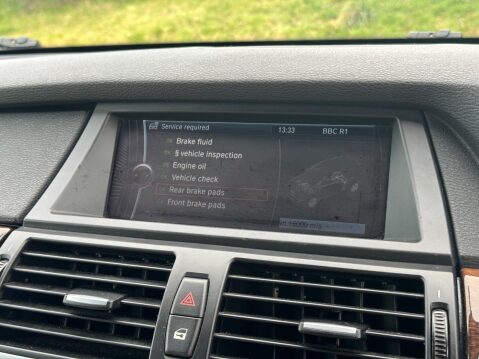 Service required 13:33 BBC R1
Brake fluid
§ vehicle inspection
Engine oil
Vehicle check
Rear brake pads
Front brake pads